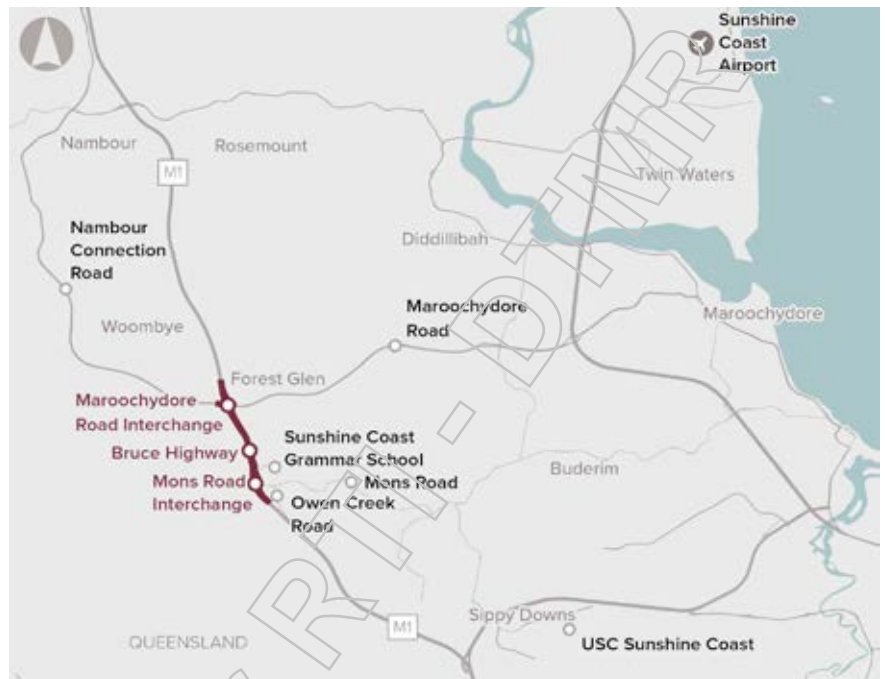 Sunshine
Coast
Airport
Nambour
Rosemount
M1
Twin Waters
Nambour
Connection
Road
Diddillibah
Maroochydore
Road
Maroochydore
Woombye
Forest Glen
Maroochydore
Road Interchange
Bruce Highway
Sunshine Coast
Grammar School
Mons Road
Interchange
Mons Road
Owen Creek
Road
Buderim
Sippy Downs
M1
QUEENSLAND
USC Sunshine Coast
RTI - DTMR